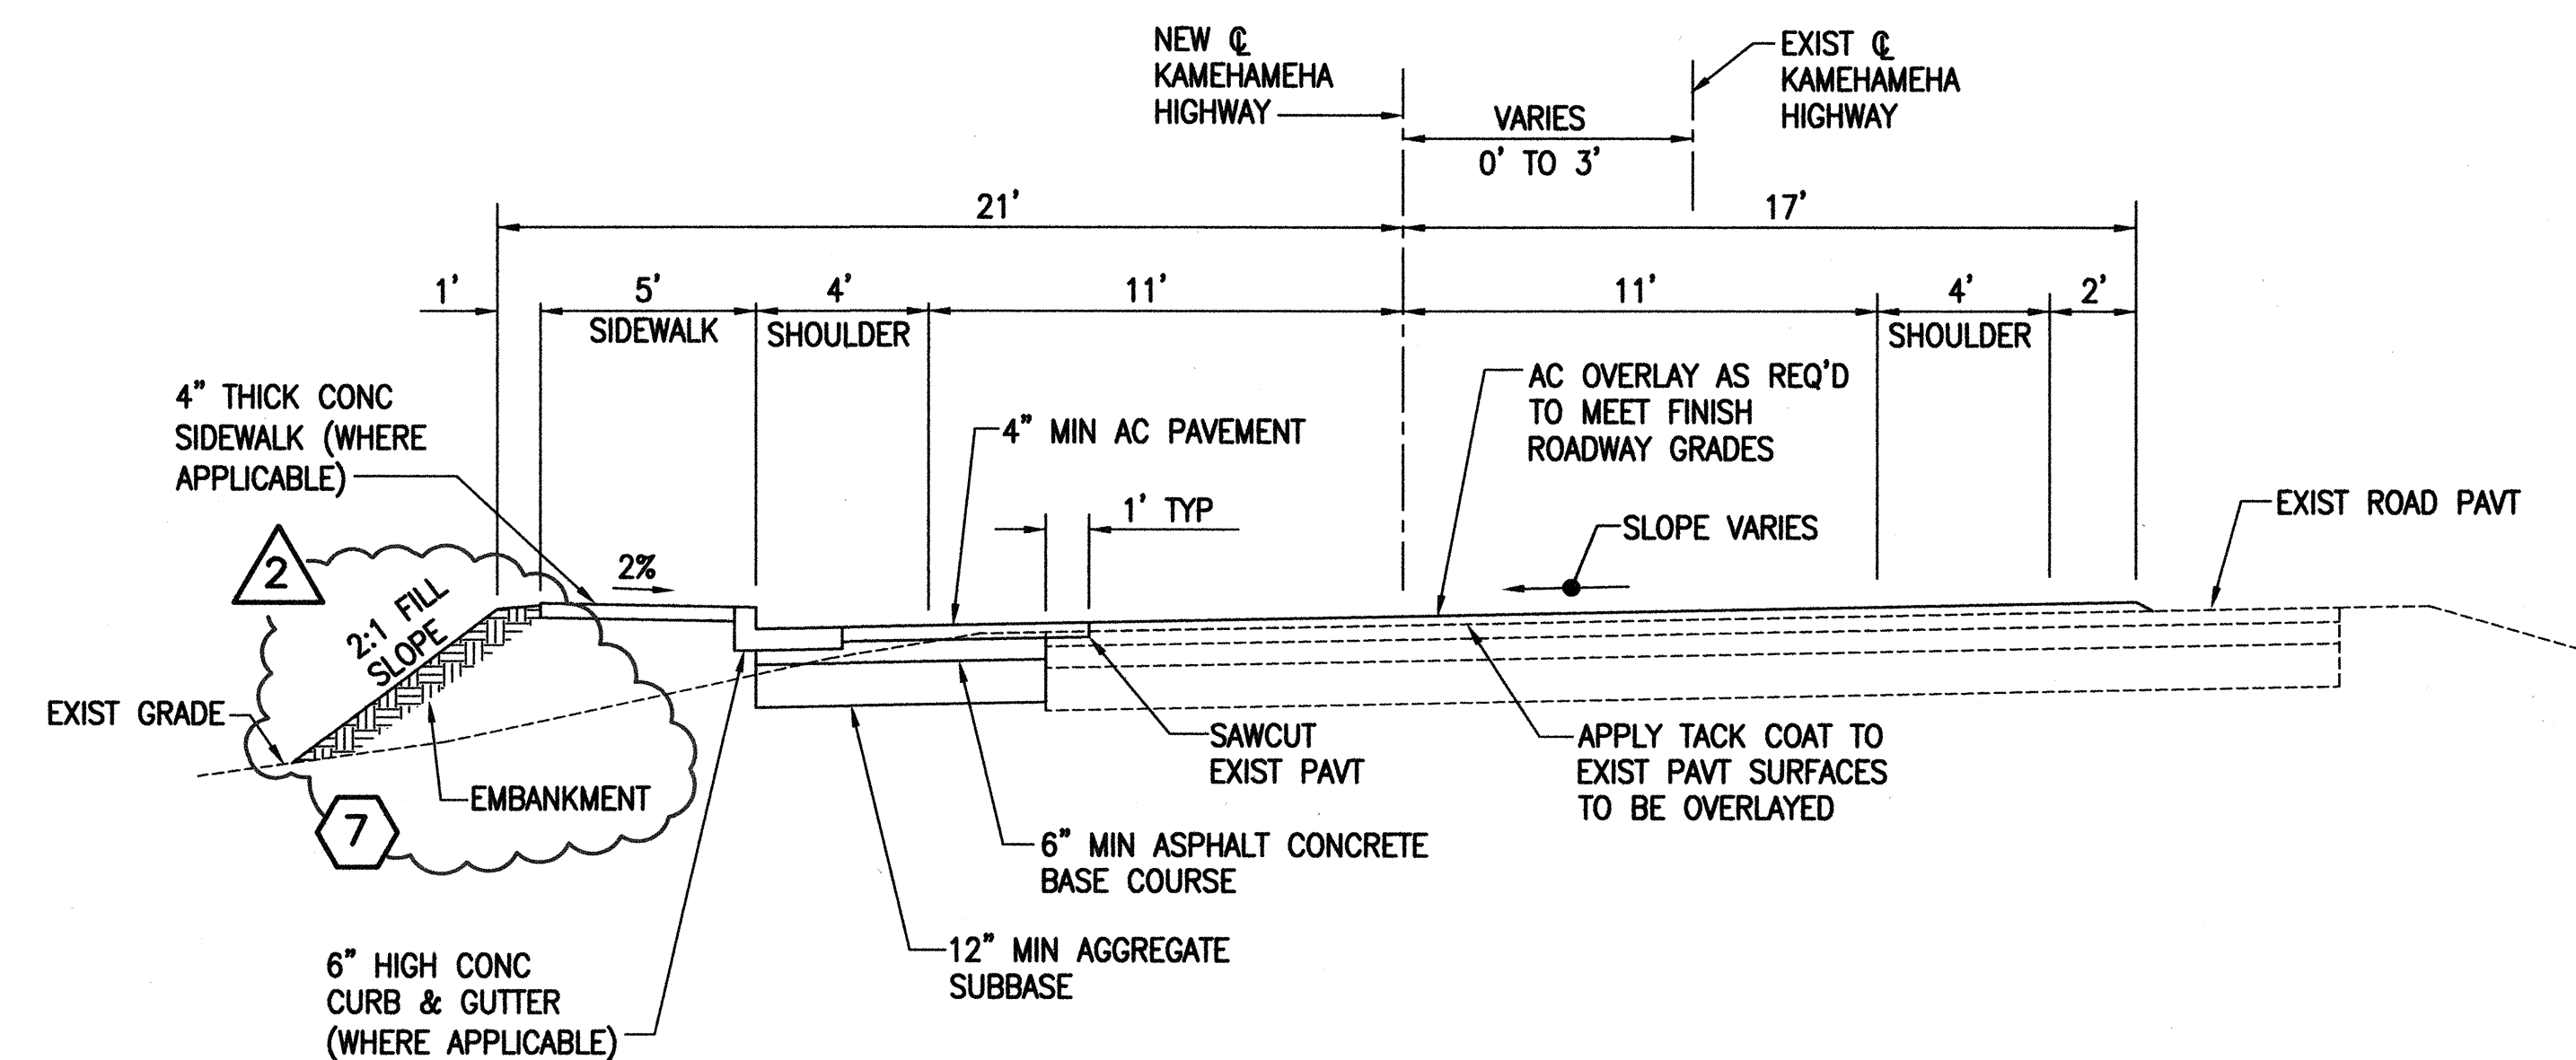 NEW ℄
KAMEHAMEHA
HIGHWAY
EXIST ℄
KAMEHAMEHA
HIGHWAY
VARIES
0' TO 3'
21'
17'
1'
5'
SIDEWALK
4'
SHOULDER
11'
11'
4'
SHOULDER
2'
4" THICK CONC
SIDEWALK (WHERE
APPLICABLE)
4" MIN AC PAVEMENT
AC OVERLAY AS REQ'D
TO MEET FINISH
ROADWAY GRADES
1' TYP
SLOPE VARIES
EXIST ROAD PAVT
2
2%
2:1 FILL
SLOPE
EXIST GRADE
EMBANKMENT
7
SAWCUT
EXIST PAVT
APPLY TACK COAT TO
EXIST PAVT SURFACES
TO BE OVERLAYED
6" MIN ASPHALT CONCRETE
BASE COURSE
12" MIN AGGREGATE
SUBBASE
6" HIGH CONC
CURB & GUTTER
(WHERE APPLICABLE)